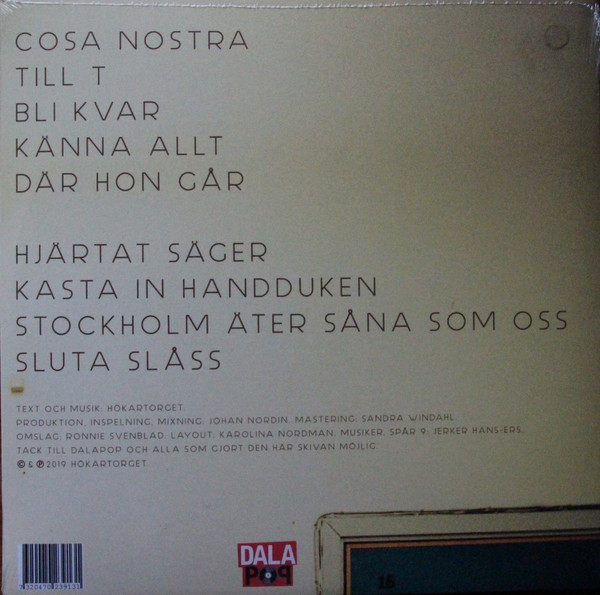 COSA NOSTRA
TILL T
BLI KVAR
KÄNNA ALLT
DÄR HON GÅR
HJÄRTAT SÄGER
KASTA IN HANDDUKEN
STOCKHOLM ÄTER SÅNA SOM OSS
SLUTA SLÅSS
TEXT OCH MUSIK: HÖKARTORGET.
PRODUKTION, INSPELNING, MIXNING: JOHAN NORDIN. MASTERING, SANDRA WINDAHL.
OMSLAG: RONNIE SVENBLAD. LAYOUT: KAROLINA NORDMAN. MUSIKER, SPÅR 9: JERKER HANS-ERS.
TACK TILL DALAPOP OCH ALLA SOM GJORT DEN HÄR SKIVAN MÖJLIG.
© & ℗ 2019 HÖKARTORGET
DALA
POP
16
7320470239131